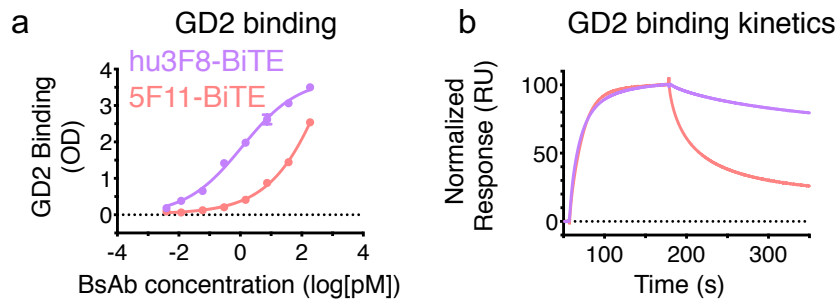 a
GD2 binding
hu3F8-BiTE
5F11-BiTE
GD2 Binding
(OD)
4
3
2
1
0
-4
-2
0
2
4
BsAb concentration (log[pM])
b
GD2 binding kinetics
Normalized
Response (RU)
100
50
0
100
200
300
Time (s)